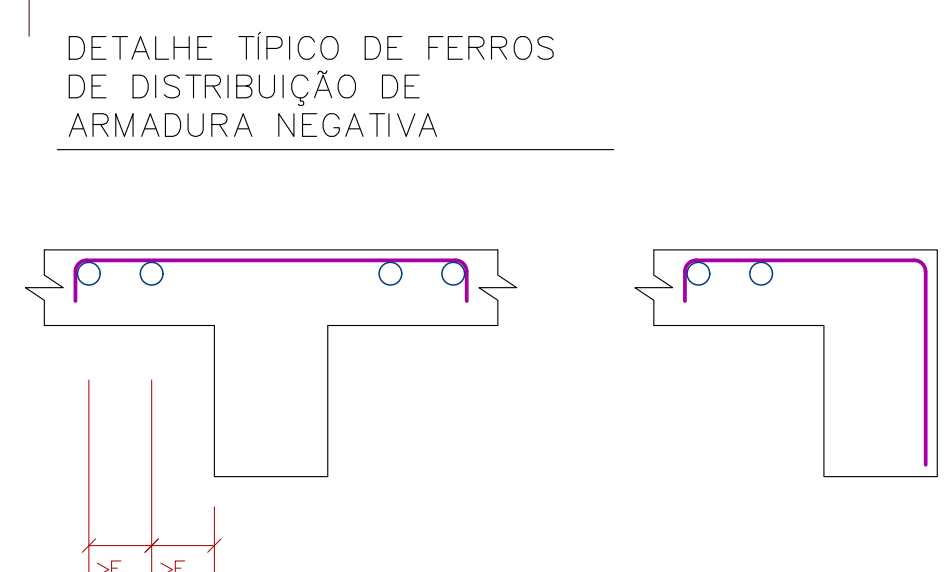 DETALHE TÍPICO DE FERROS
DE DISTRIBUIÇÃO DE
ARMADURA NEGATIVA